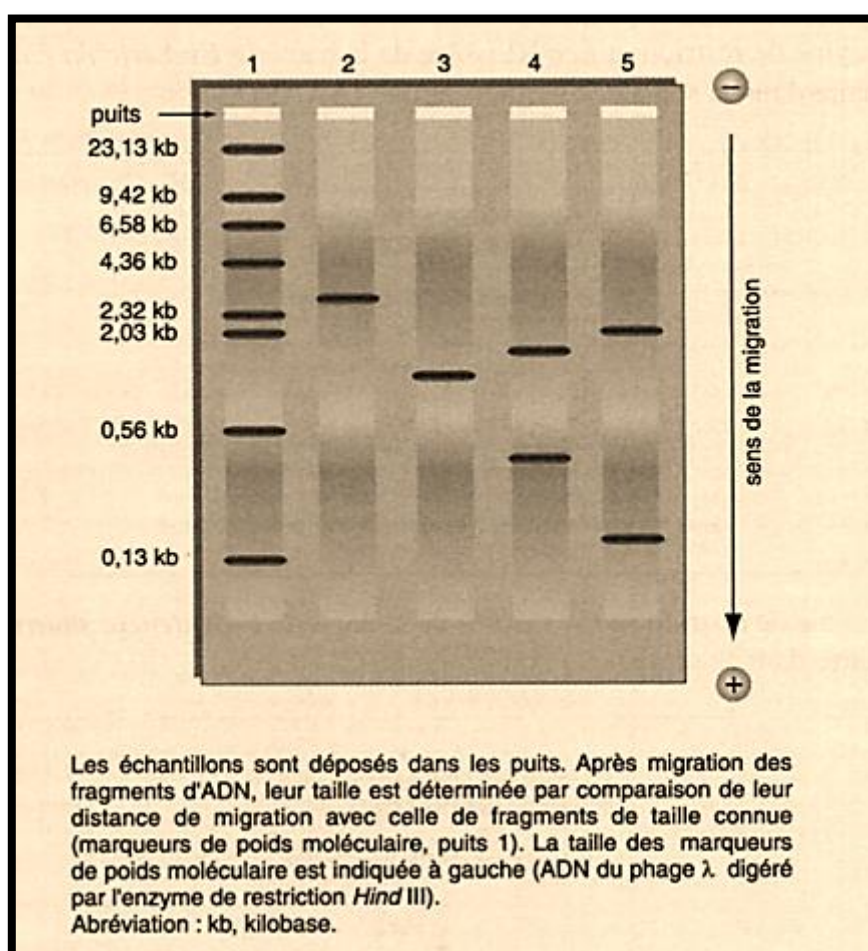 1 2 3 4 5
−
puits
23,13 kb
9,42 kb
6,58 kb
4,36 kb
2,32 kb
2,03 kb
0,56 kb
0,13 kb
sens de la migration
+
Les échantillons sont déposés dans les puits. Après migration des
fragments d'ADN, leur taille est déterminée par comparaison de leur
distance de migration avec celle de fragments de taille connue
(marqueurs de poids moléculaire, puits 1). La taille des marqueurs
de poids moléculaire est indiquée à gauche (ADN du phage λ digéré
par l'enzyme de restriction Hind III).
Abréviation : kb, kilobase.